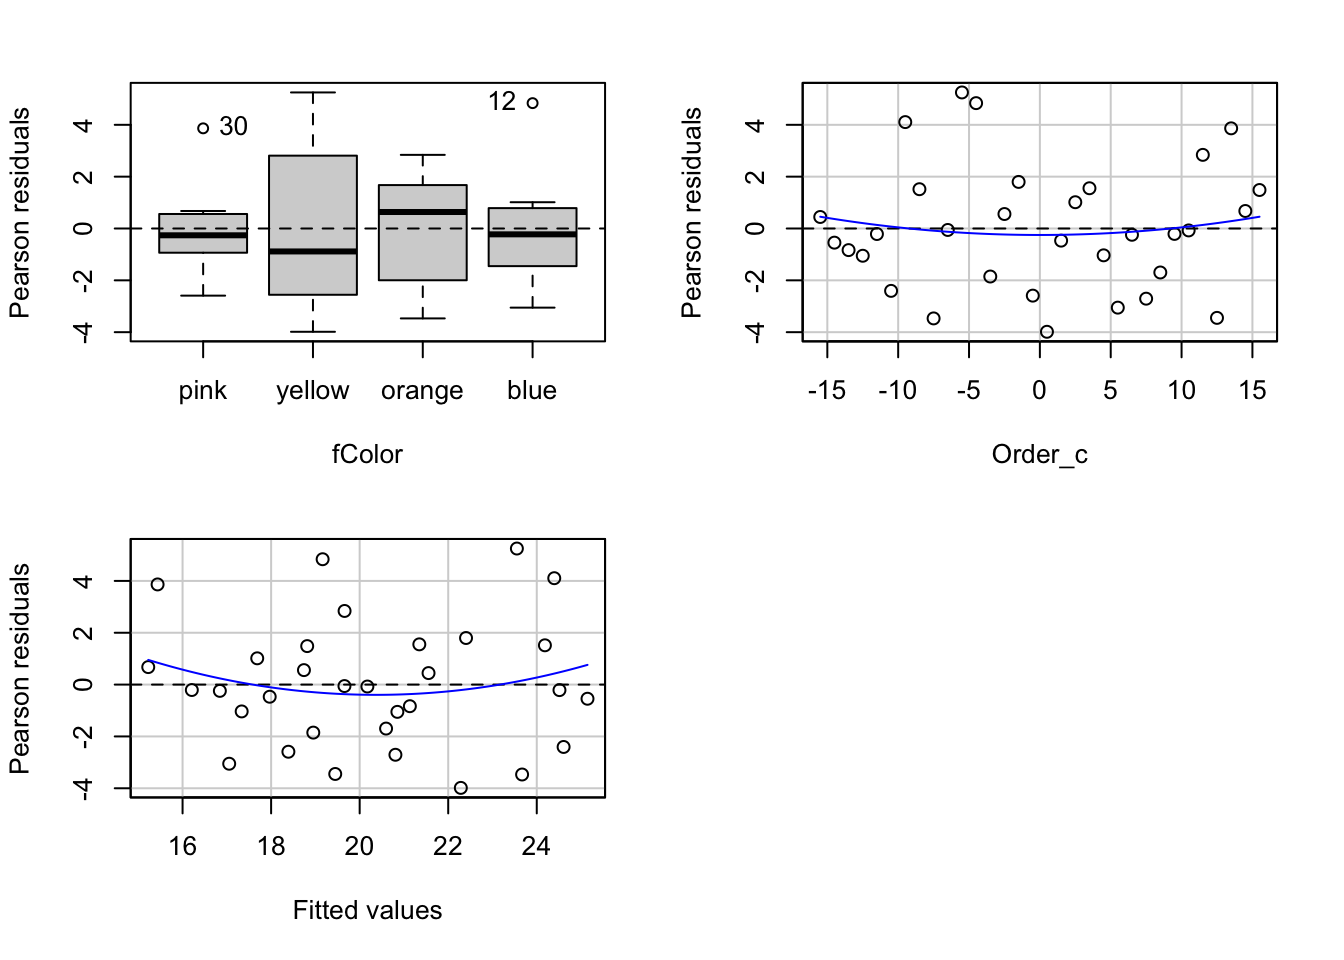 Pearson residuals
4
2
0
-2
-4
30
12
pink yellow orange blue
fColor
Pearson residuals
4
2
0
-2
-4
-15 -10 -5 0 5 10 15
Order_c
Pearson residuals
4
2
0
-2
-4
16 18 20 22 24
Fitted values